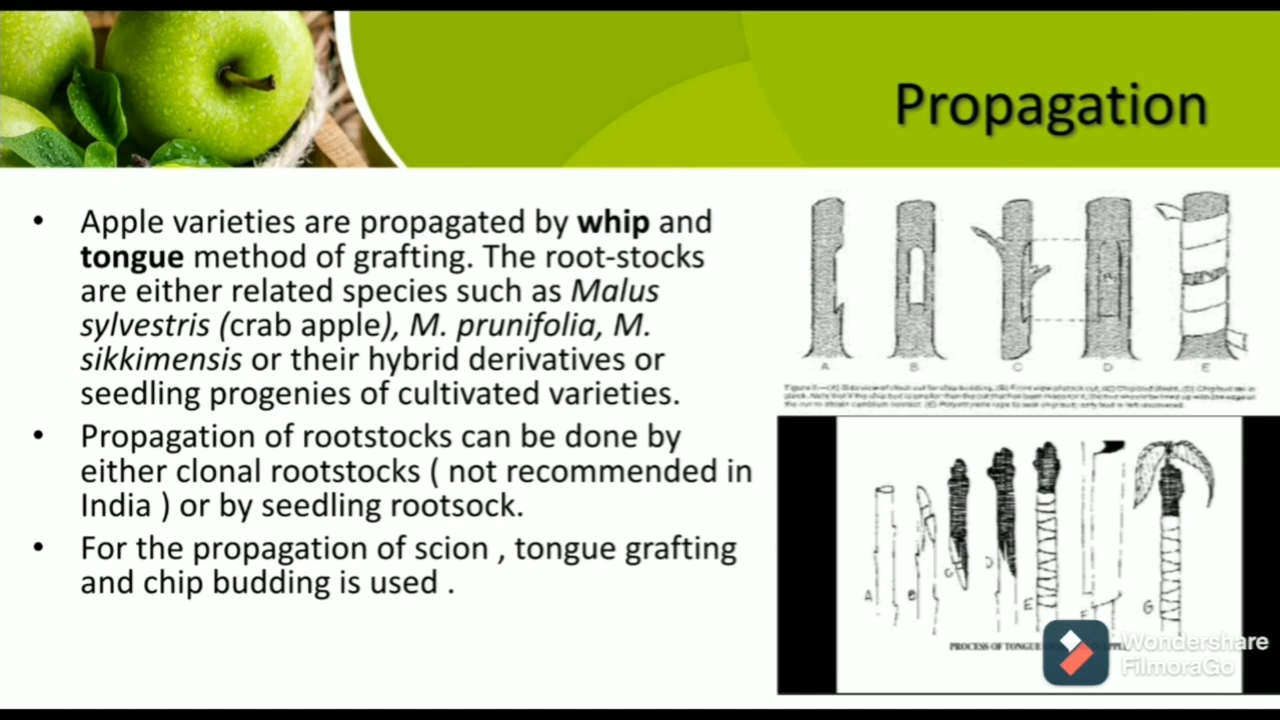 Propagation
• Apple varieties are propagated by whip and
tongue method of grafting. The root-stocks
are either related species such as Malus
sylvestris (crab apple), M. prunifolia, M.
sikkimensis or their hybrid derivatives or
seedling progenies of cultivated varieties.
• Propagation of rootstocks can be done by
either clonal rootstocks ( not recommended in
India ) or by seedling rootsock.
• For the propagation of scion , tongue grafting
and chip budding is used .
A B C D E
A B C D E F G
PROCESS OF TONGUE
Wondershare
FilmoraGo